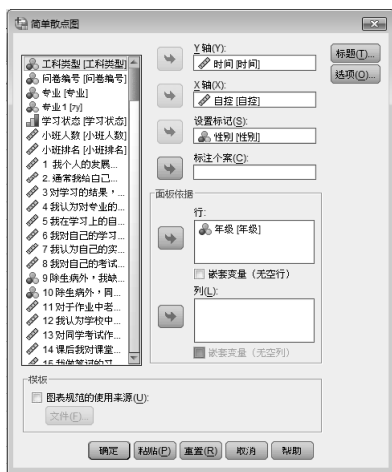 简单散点图
工科类型 [工科类型]
问卷编号 [问卷编号]
专业 [专业]
专业1 [zy]
学习状态 [学习状态]
小班人数 [小班人数]
小班排名 [小班排名]
1 我个人的发展...
2. 通常我给自己...
3 对学习的结果，...
4 我认为对专业的...
5 我在学习上的自...
6 我对自己的学习...
7 我认为自己的实...
8 我对自己的考试...
9 除生病外，我缺...
10 除生病外，同...
11 对于作业中老...
12 我认为学校中...
13 对同学考试作...
14 课后我对课堂...
Y 轴(Y):
时间 [时间]
X 轴(X):
自控 [自控]
设置标记(S):
性别 [性别]
标注个案(C):
面板依据
行:
年级 [年级]
嵌套变量（无空行）
列(L):
嵌套变量（无空列）
标题(T)...
选项(O)...
模板
图表规范的使用来源(U):
文件(F)...
确定 粘贴(P) 重置(R) 取消 帮助